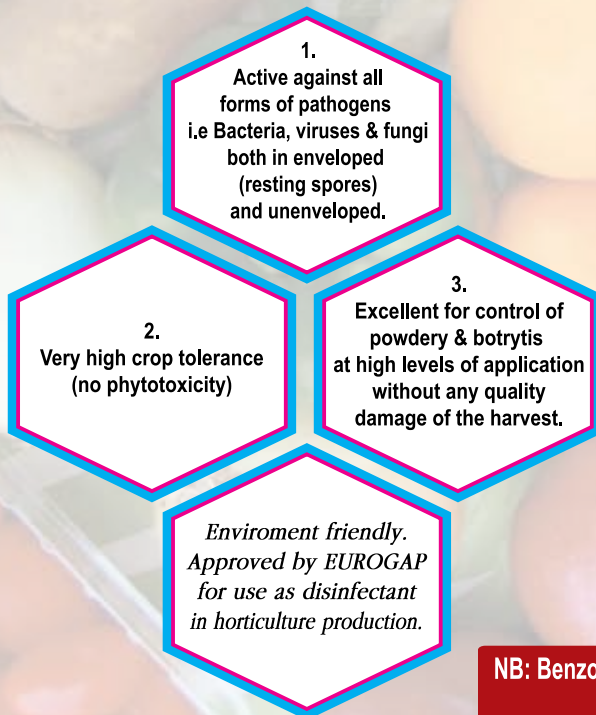 1.
Active against all
forms of pathogens
i.e Bacteria, viruses & fungi
both in enveloped
(resting spores)
and unenveloped.
2.
Very high crop tolerance
(no phytotoxicity)
3.
Excellent for control of
powdery & botrytis
at high levels of application
without any quality
damage of the harvest.
Enviroment friendly.
Approved by EUROGAP
for use as disinfectant
in horticulture production.
NB: Benzo